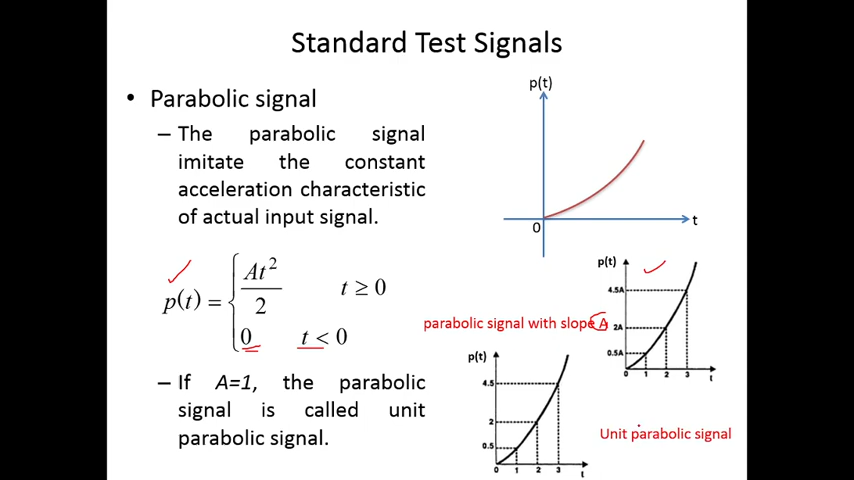 Standard Test Signals
• Parabolic signal
– The parabolic signal
imitate the constant
acceleration characteristic
of actual input signal.
p(t) = { At²/2 t ≥ 0
0 t < 0
– If A=1, the parabolic
signal is called unit
parabolic signal.
p(t)
0
t
p(t)
4.5A
2A
0.5A
0 1 2 3
t
parabolic signal with slope A
p(t)
4.5
2
0.5
0 1 2 3
t
Unit parabolic signal